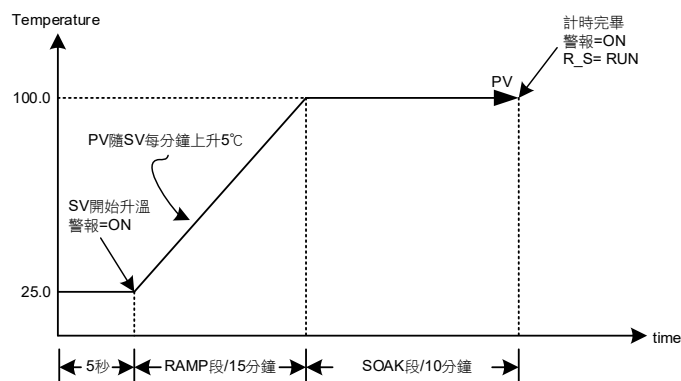 Temperature
計時完畢
警報=ON
R_S= RUN
PV
100.0
PV隨SV每分鐘上升5℃
SV開始升溫
警報=ON
25.0
time
5秒
RAMP段/15分鐘
SOAK段/10分鐘